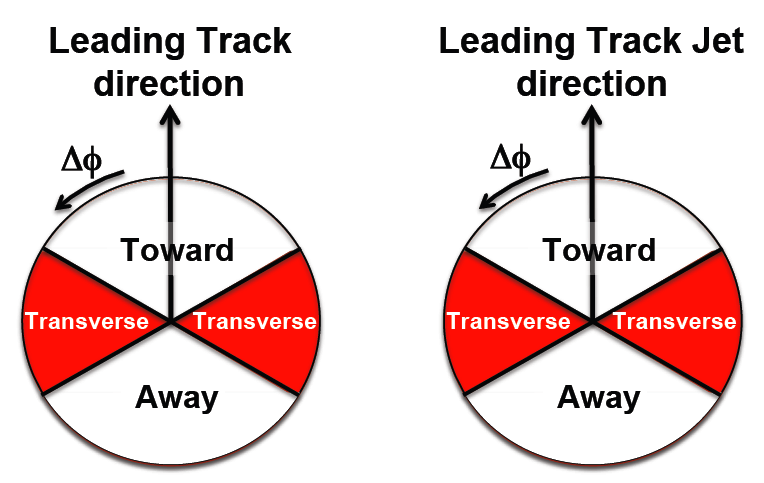 Leading Track
direction
Δϕ
Toward
Transverse
Transverse
Away
Leading Track Jet
direction
Δϕ
Toward
Transverse
Transverse
Away